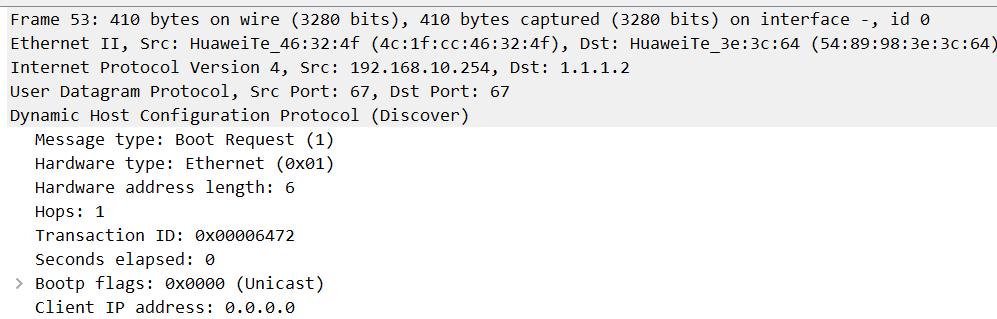 Frame 53: 410 bytes on wire (3280 bits), 410 bytes captured (3280 bits) on interface -, id 0
Ethernet II, Src: HuaweiTe_46:32:4f (4c:1f:cc:46:32:4f), Dst: HuaweiTe_3e:3c:64 (54:89:98:3e:3c:64)
Internet Protocol Version 4, Src: 192.168.10.254, Dst: 1.1.1.2
User Datagram Protocol, Src Port: 67, Dst Port: 67
Dynamic Host Configuration Protocol (Discover)
Message type: Boot Request (1)
Hardware type: Ethernet (0x01)
Hardware address length: 6
Hops: 1
Transaction ID: 0x00006472
Seconds elapsed: 0
Bootp flags: 0x0000 (Unicast)
Client IP address: 0.0.0.0